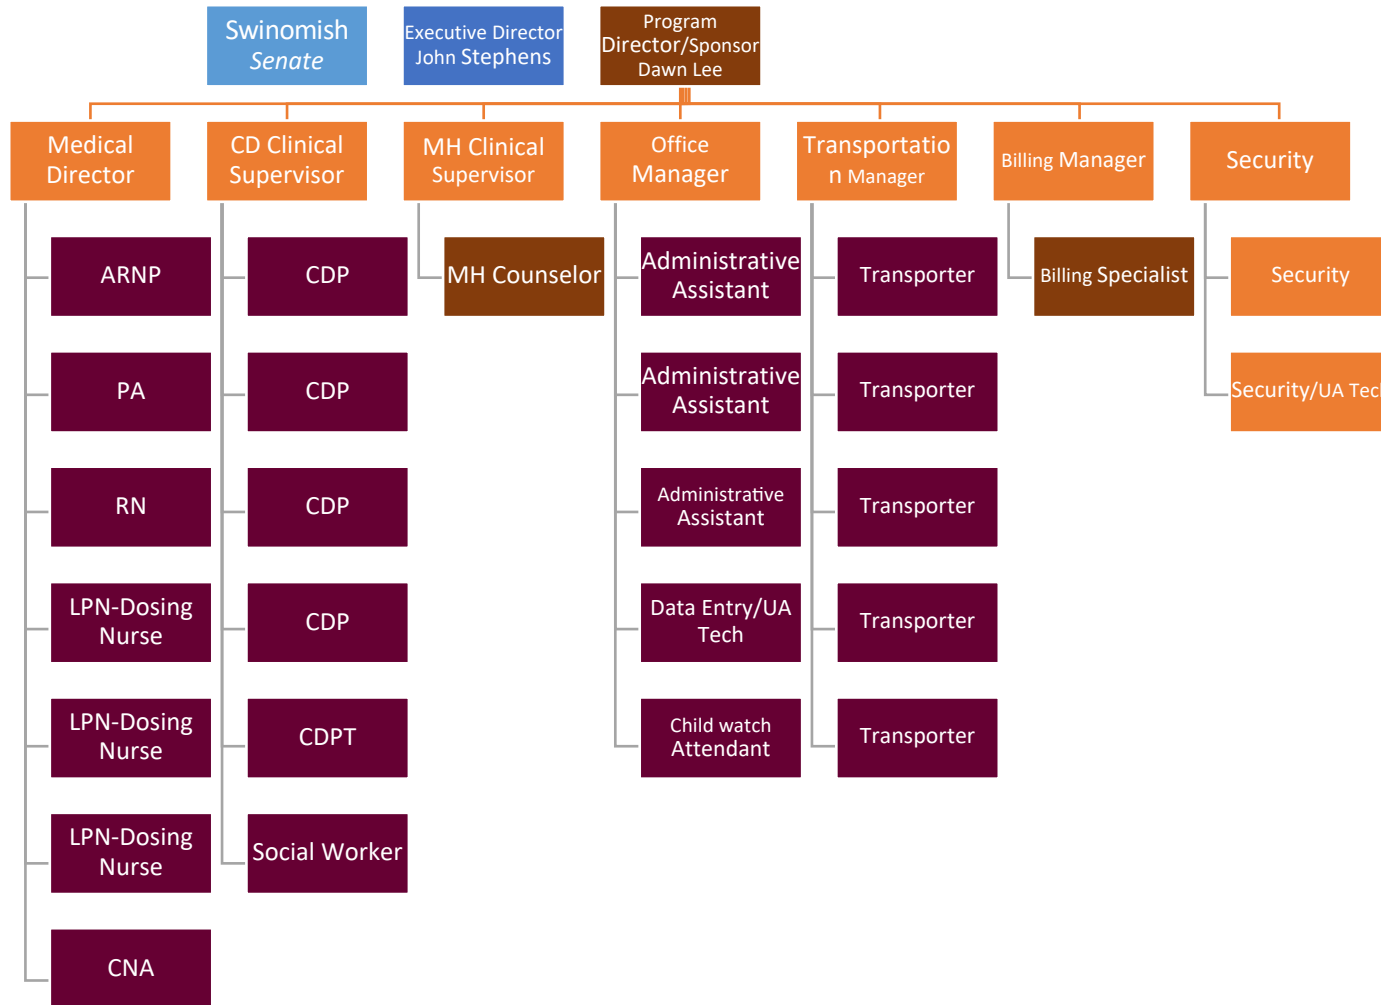 Swinomish
Senate
Executive Director
John Stephens
Program
Director/Sponsor
Dawn Lee
Medical
Director
CD Clinical
Supervisor
MH Clinical
Supervisor
Office
Manager
Transportatio
n Manager
Billing Manager
Security
ARNP
CDP
MH Counselor
Administrative
Assistant
Transporter
Billing Specialist
Security
PA
CDP
Administrative
Assistant
Transporter
Security/UA Tech
RN
CDP
Administrative
Assistant
Transporter
LPN-Dosing
Nurse
CDP
Data Entry/UA
Tech
Transporter
LPN-Dosing
Nurse
CDPT
Child watch
Attendant
Transporter
LPN-Dosing
Nurse
Social Worker
CNA